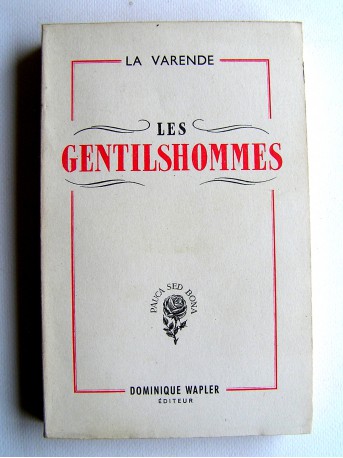 LA VARENDE
LES
GENTILSHOMMES
PAUCA SED BONA
DOMINIQUE WAPLER
ÉDITEUR